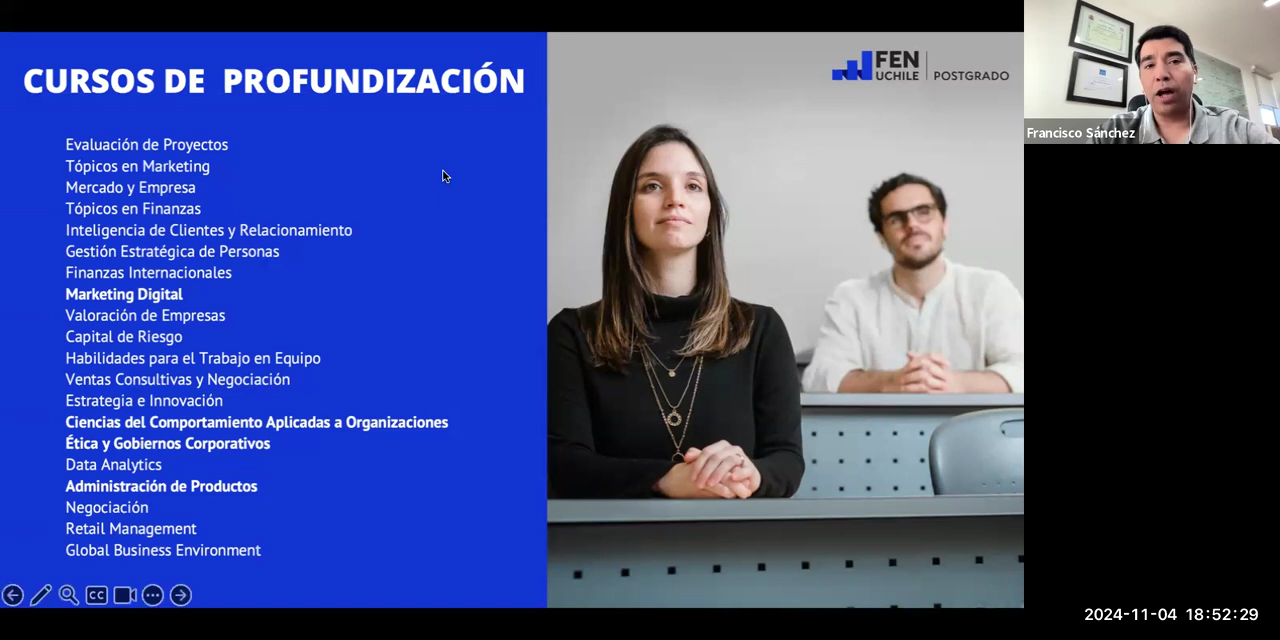 CURSOS DE PROFUNDIZACIÓN
Evaluación de Proyectos
Tópicos en Marketing
Mercado y Empresa
Tópicos en Finanzas
Inteligencia de Clientes y Relacionamiento
Gestión Estratégica de Personas
Finanzas Internacionales
Marketing Digital
Valoración de Empresas
Capital de Riesgo
Habilidades para el Trabajo en Equipo
Ventas Consultivas y Negociación
Estrategia e Innovación
Ciencias del Comportamiento Aplicadas a Organizaciones
Ética y Gobiernos Corporativos
Data Analytics
Administración de Productos
Negociación
Retail Management
Global Business Environment
CC
FEN
UCHILE
POSTGRADO
Francisco Sánchez
2024-11-04 18:52:29